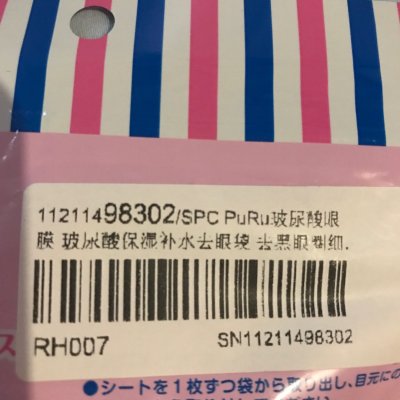 11211498302/SPC PuRu玻尿酸眼
膜 玻尿酸保湿补水去眼袋 去黑眼圈细.
ス RH007 SN11211498302
●シートを1枚ずつ袋から取り出し、目元にの